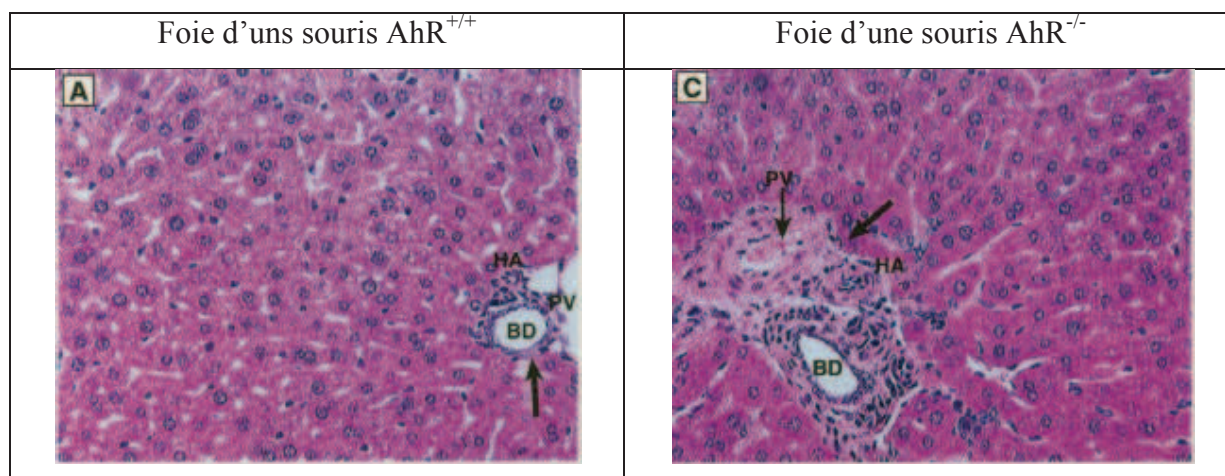 Foie d’uns souris AhR+/+
Foie d’une souris AhR-/-
A
HA
PV
BD
C
PV
HA
BD